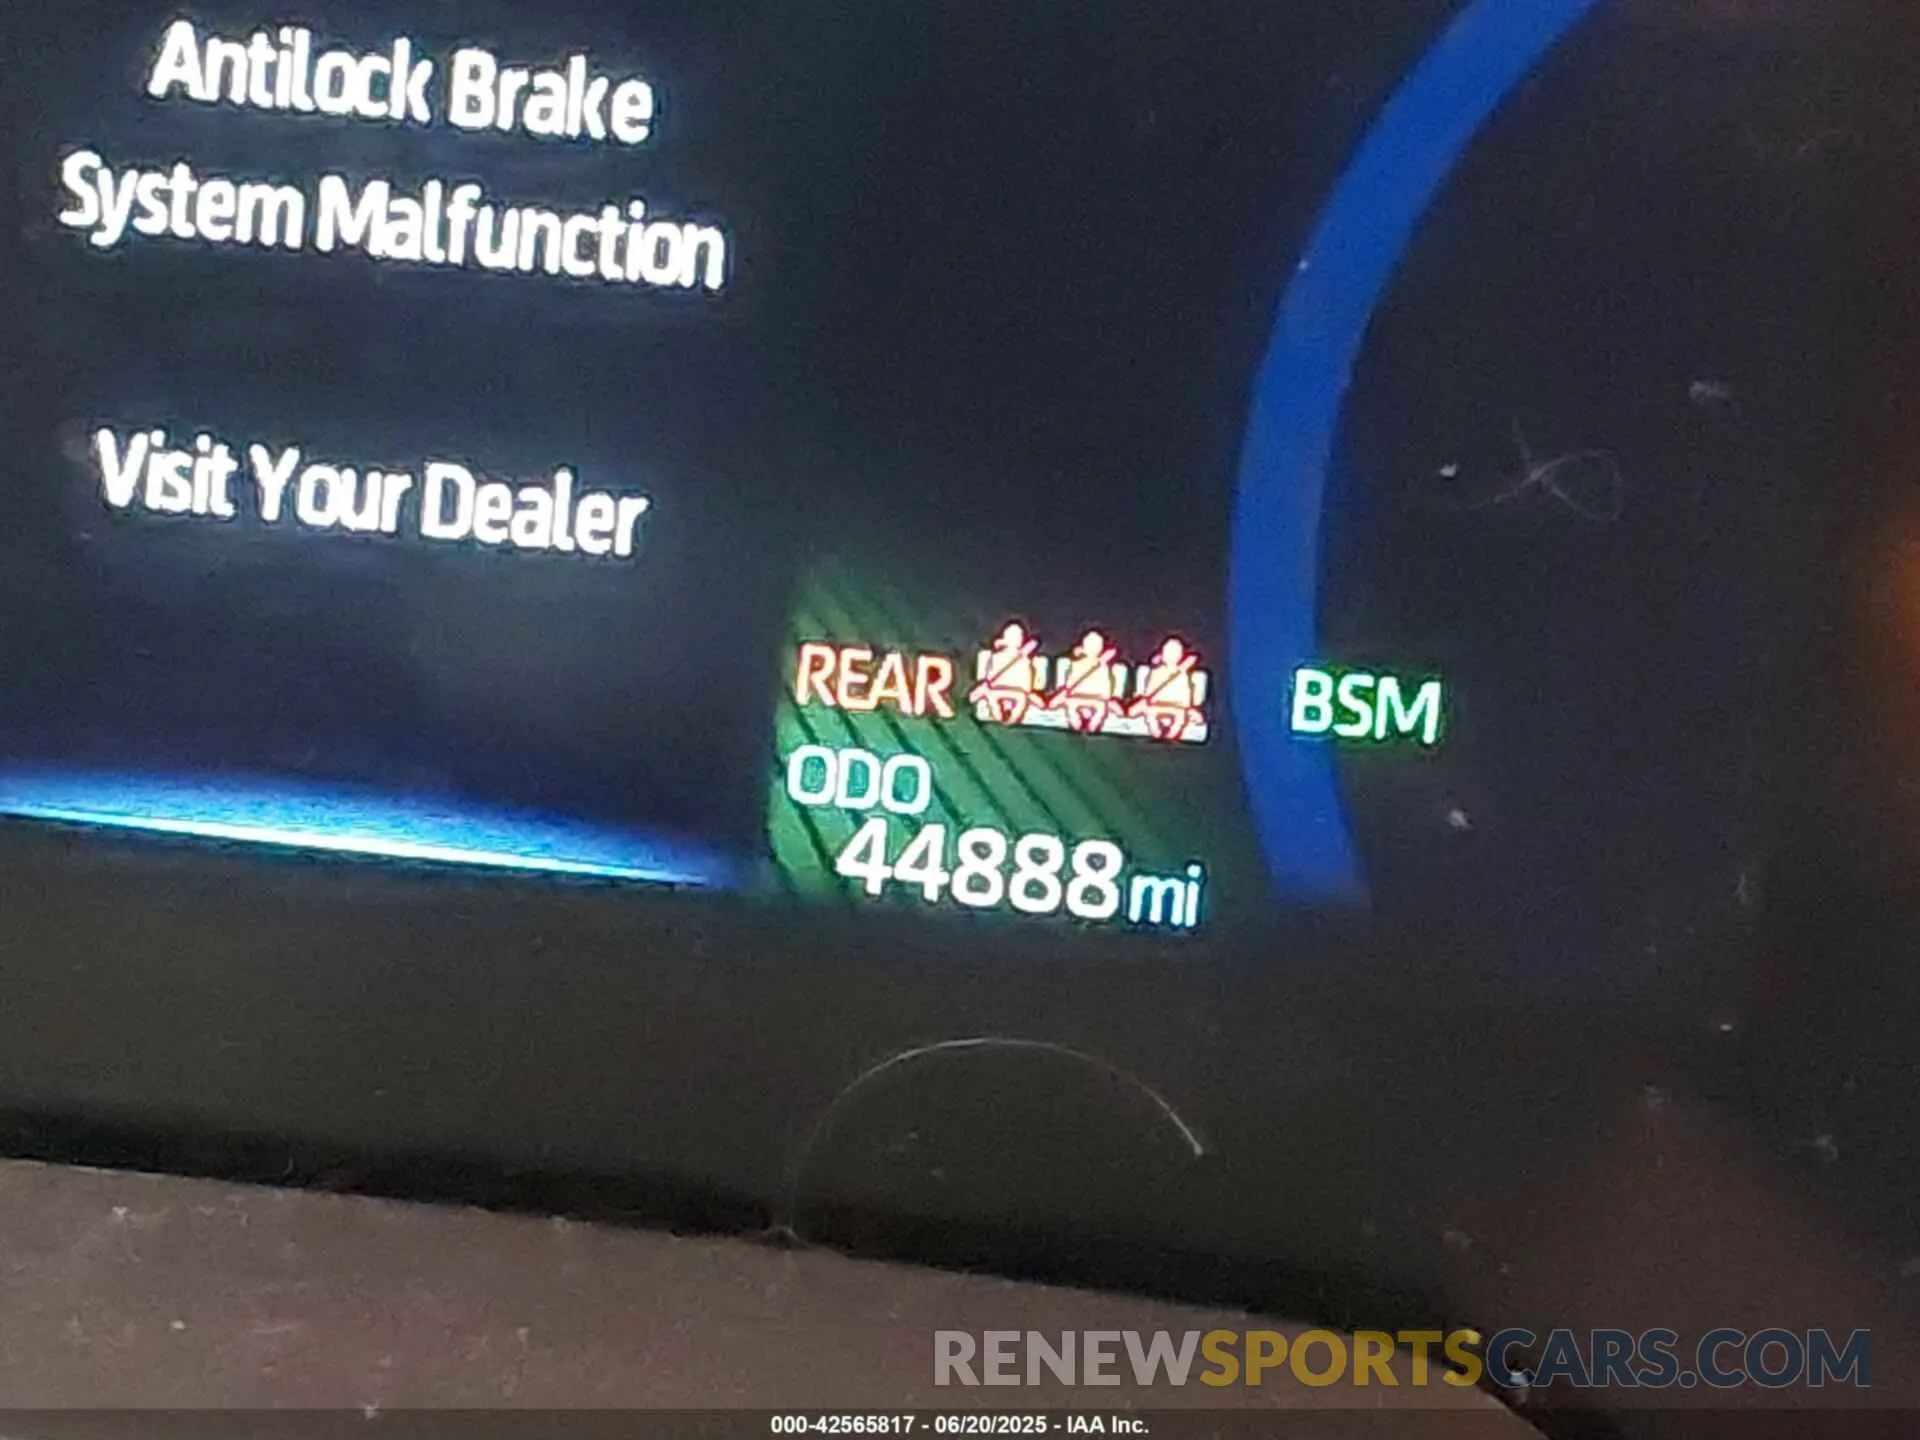 Antilock Brake
System Malfunction
Visit Your Dealer
REAR
BSM
ODO
44888 mi
RENEWSPORTSCARS.COM
000-42565817 - 06/20/2025 - IAA Inc.